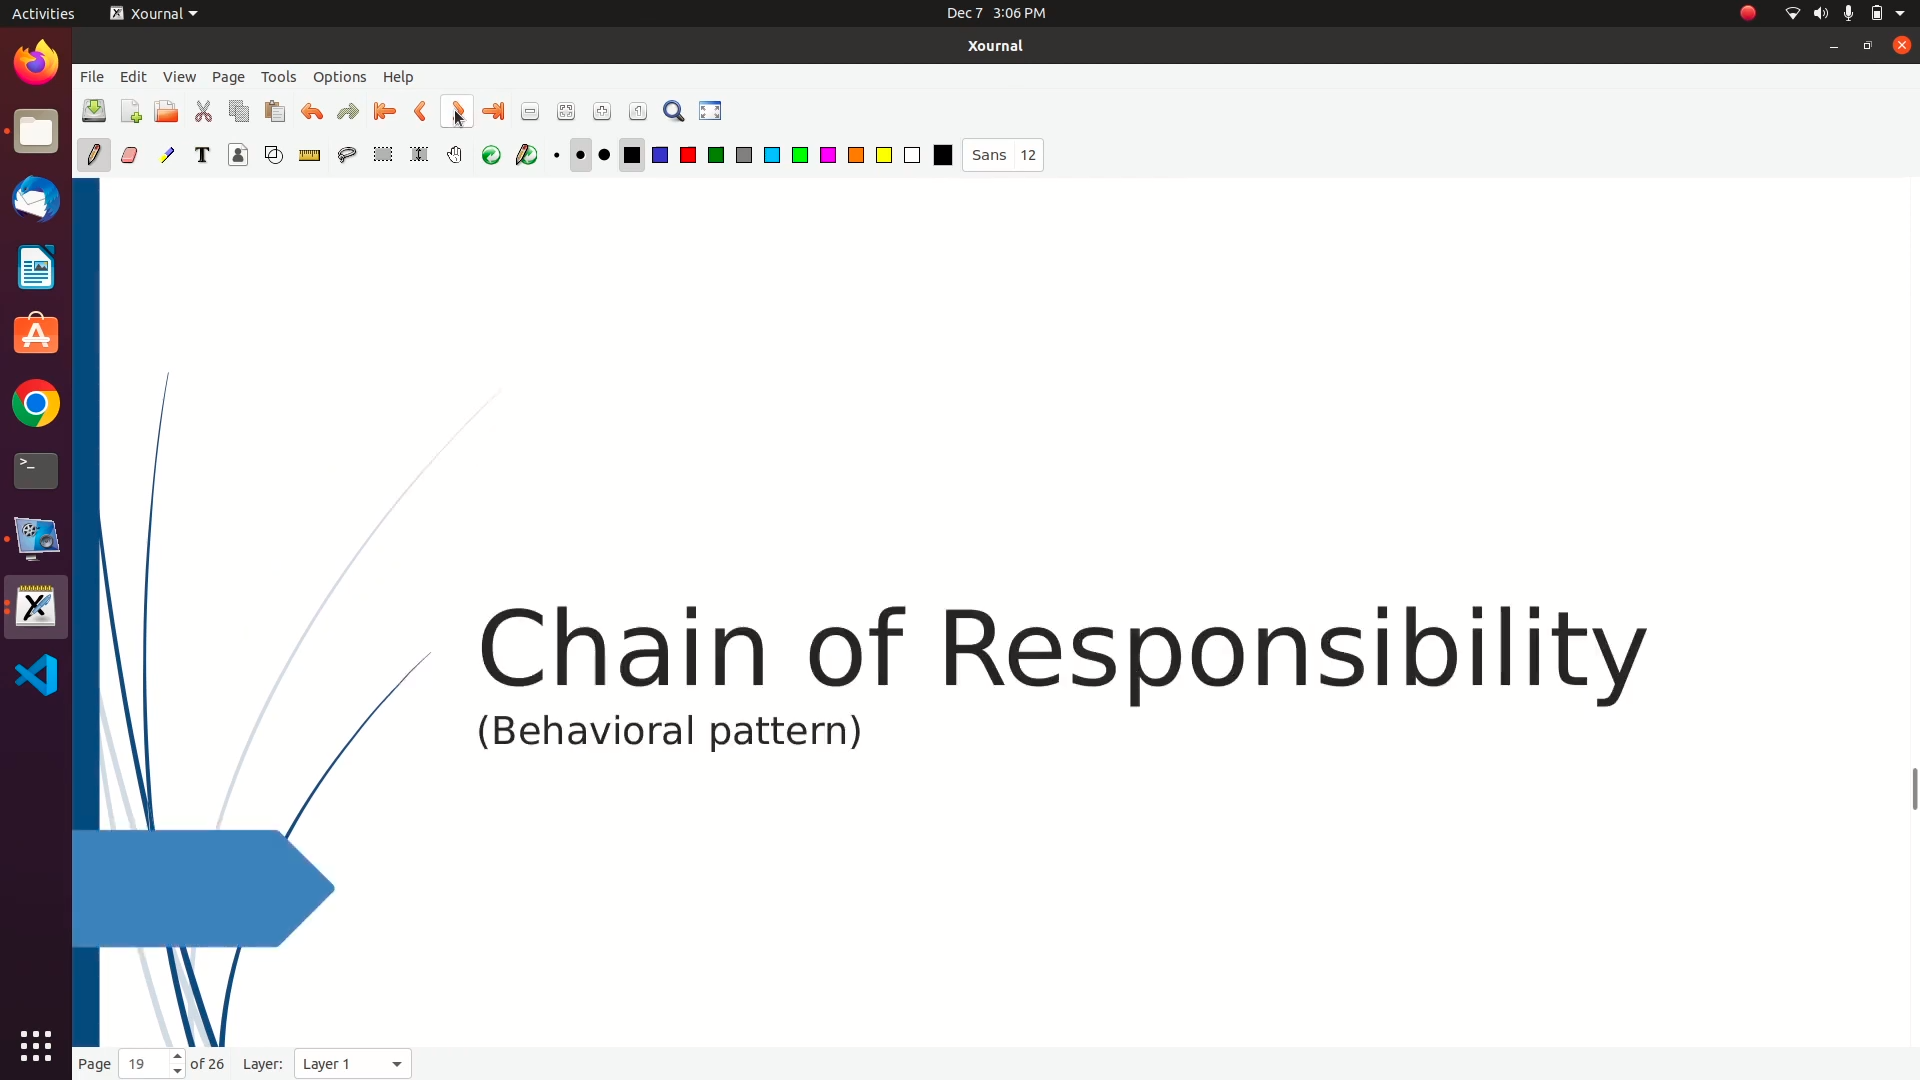 Activities Xournal Dec 7 3:06 PM
Xournal
File Edit View Page Tools Options Help
T Sans 12
Chain of Responsibility
(Behavioral pattern)
Page 19 of 26 Layer: Layer 1